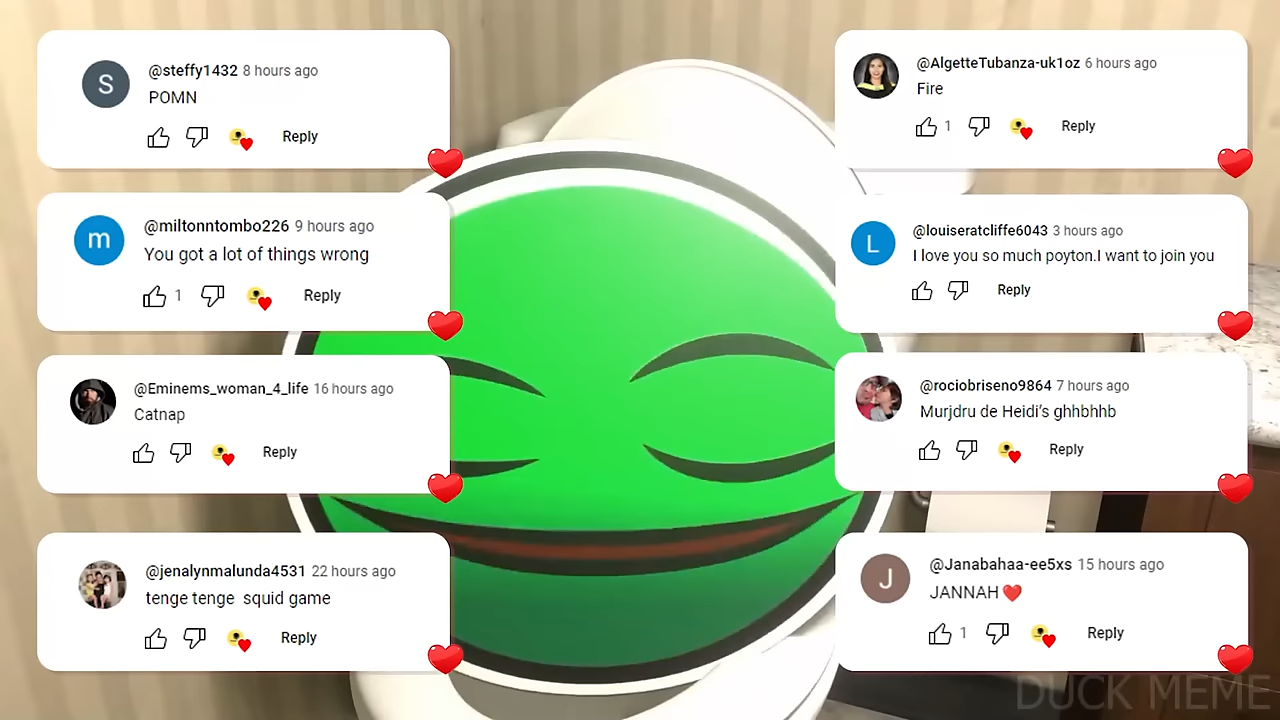 S
@steffy1432 8 hours ago
POMN
Reply
m
@miltonntombo226 9 hours ago
You got a lot of things wrong
1
Reply
@Eminems_woman_4_life 16 hours ago
Catnap
Reply
@jenalynmalunda4531 22 hours ago
tenge tenge squid game
Reply
@AlgetteTubanza-uk1oz 6 hours ago
Fire
1
Reply
L
@louiseratcliffe6043 3 hours ago
I love you so much poyton.I want to join you
Reply
@rociobriseno9864 7 hours ago
Murjdru de Heidi's ghhbhhb
Reply
J
@Janabahaa-ee5xs 15 hours ago
JANNAH❤️
1
Reply
DUCK MEME